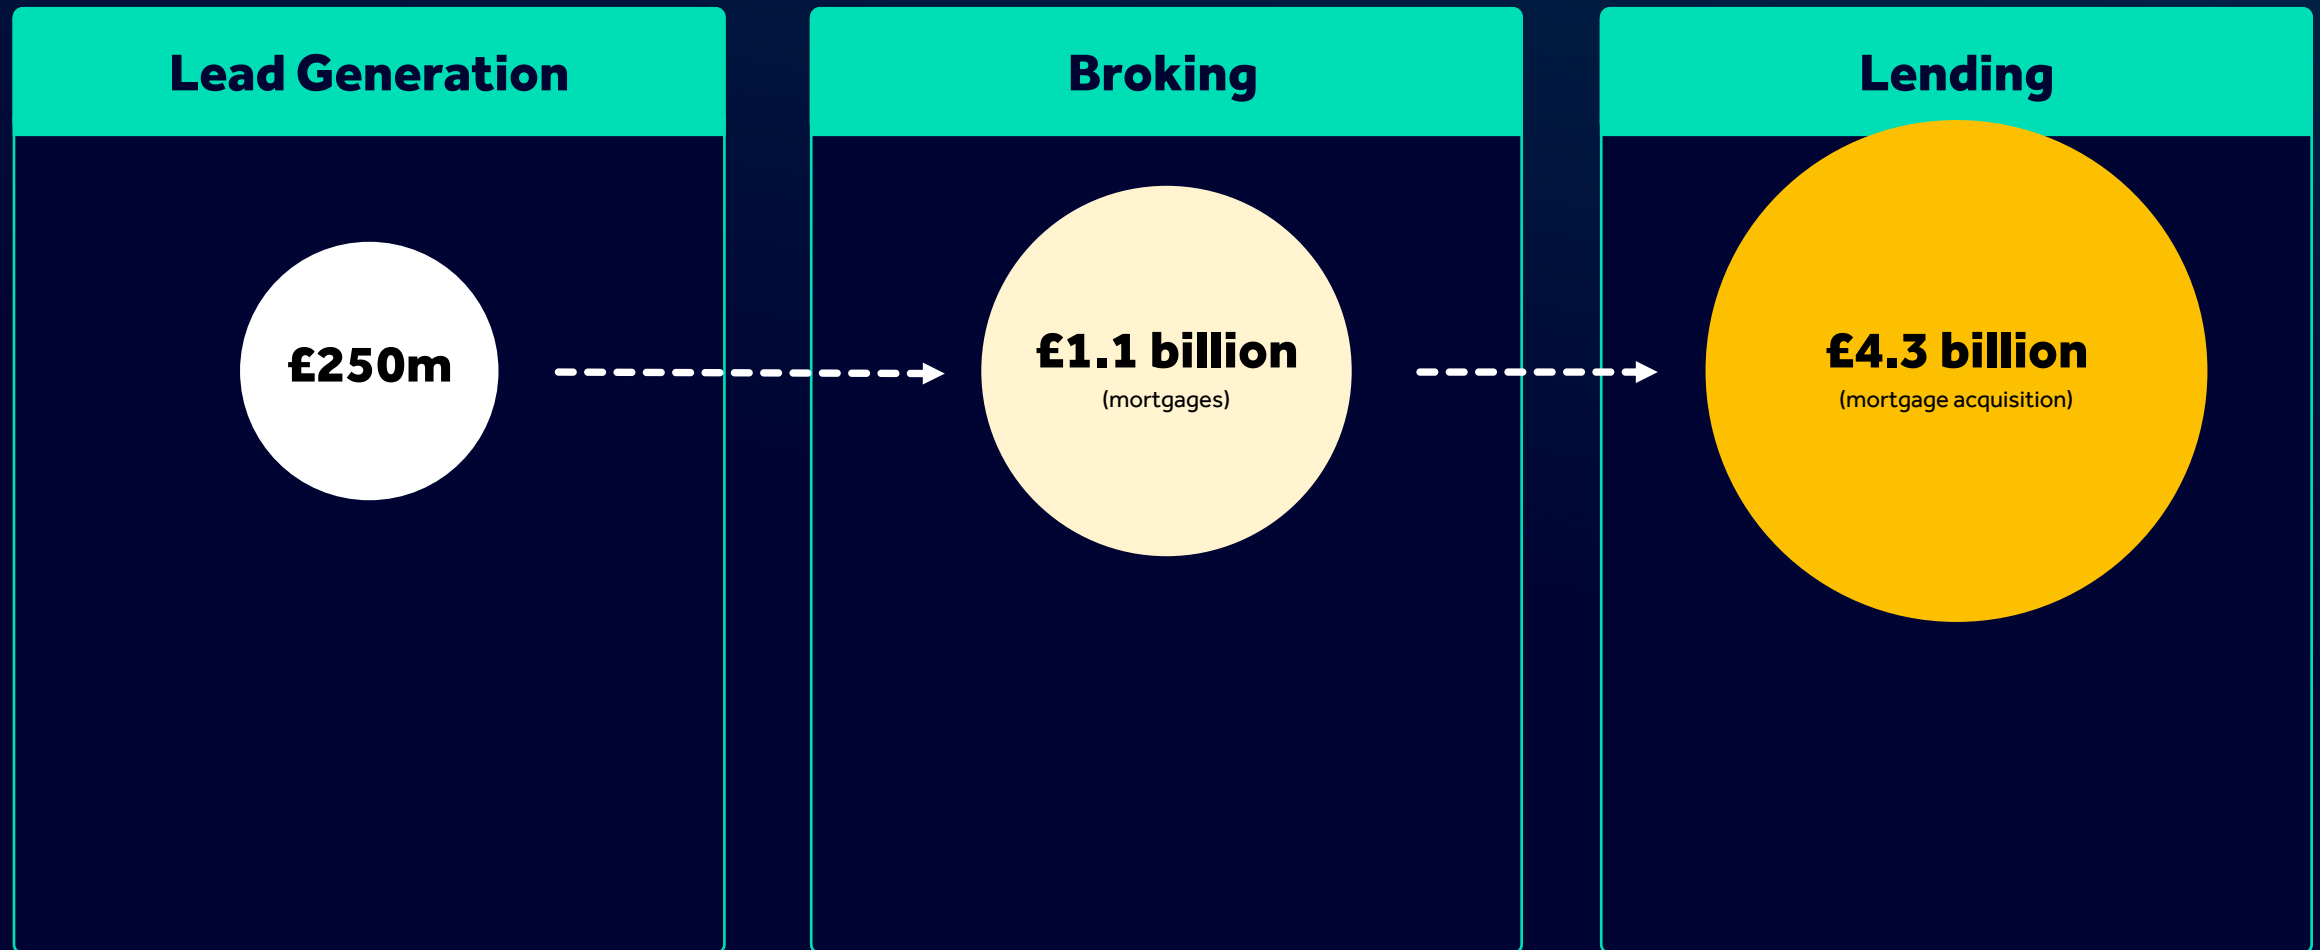 Lead Generation
£250m
Broking
£1.1 billion
(mortgages)
Lending
£4.3 billion
(mortgage acquisition)